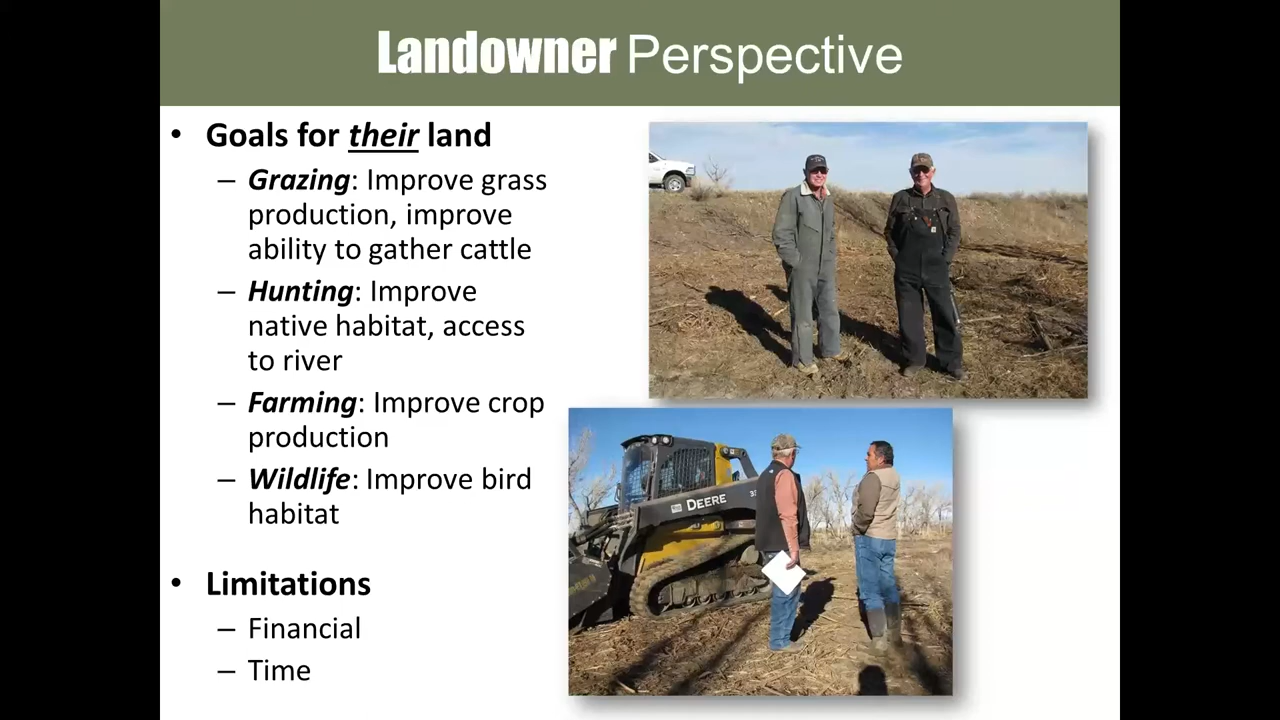 Landowner Perspective
• Goals for their land
– Grazing: Improve grass
production, improve
ability to gather cattle
– Hunting: Improve
native habitat, access
to river
– Farming: Improve crop
production
– Wildlife: Improve bird
habitat
• Limitations
– Financial
– Time
DEERE